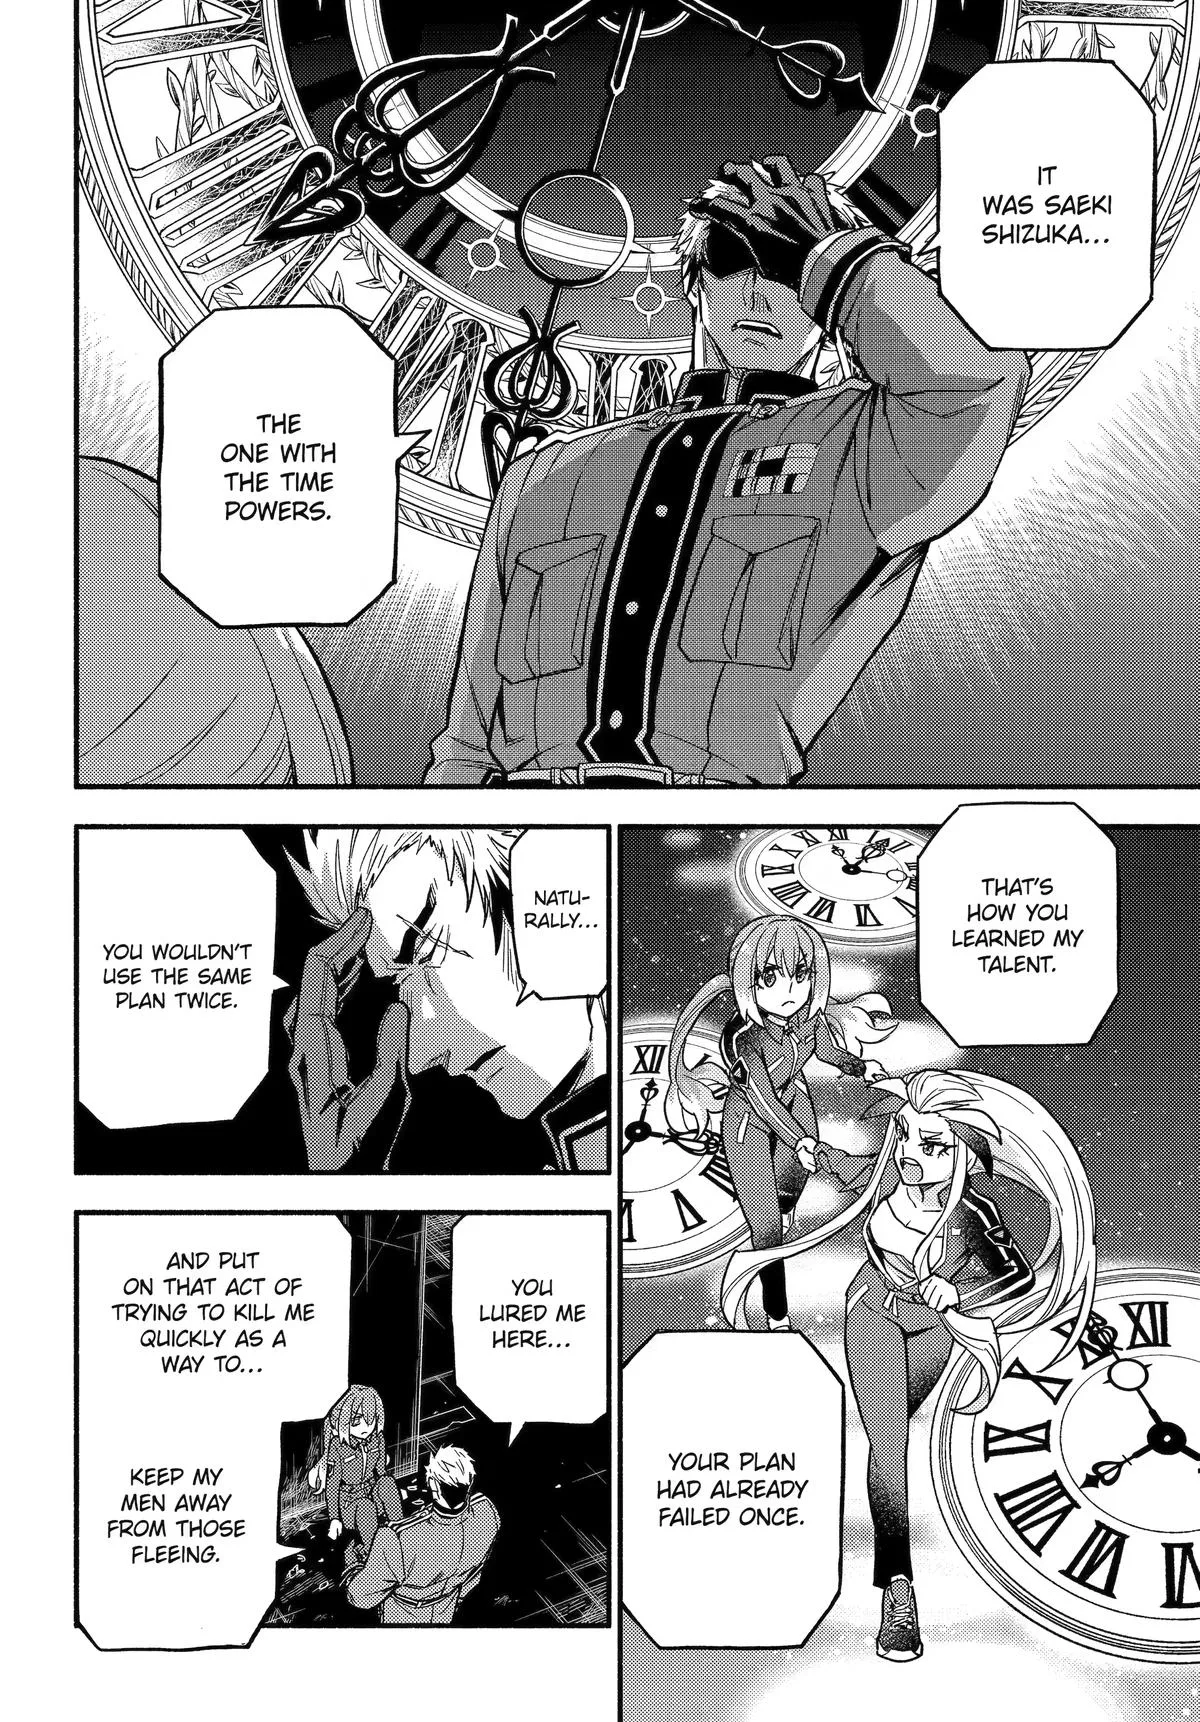 IT
WAS SAEKI
SHIZUKA...
THE
ONE WITH
THE TIME
POWERS.
THAT'S
HOW YOU
LEARNED MY
TALENT.
YOUR PLAN
HAD ALREADY
FAILED ONCE.
NATU-
RALLY...
YOU WOULDN'T
USE THE SAME
PLAN TWICE.
YOU
LURED ME
HERE...
AND PUT
ON THAT ACT OF
TRYING TO KILL ME
QUICKLY AS A
WAY TO...
KEEP MY
MEN AWAY
FROM THOSE
FLEEING.